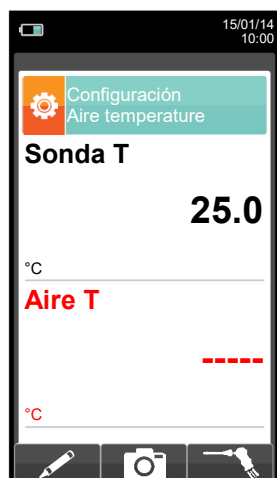 15/01/14
10:00
Configuración
Aire temperature
Sonda T
25.0
°C
Aire T
-----
°C